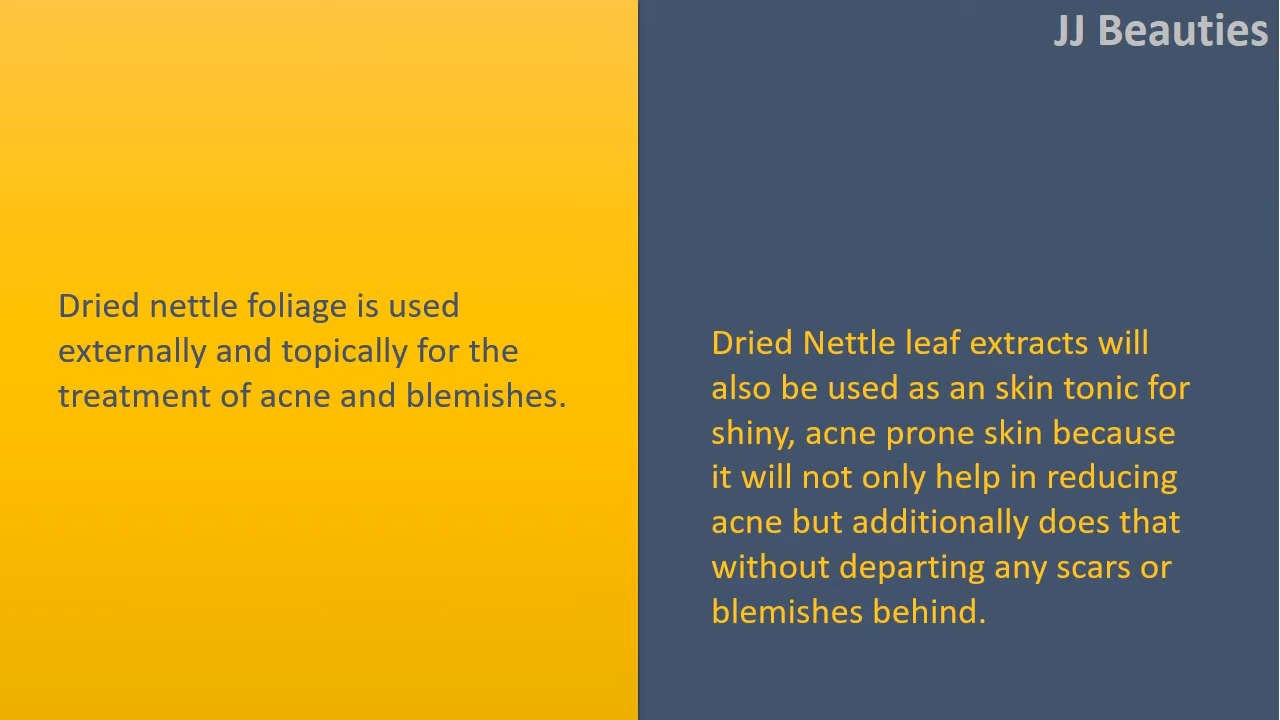 JJ Beauties
Dried nettle foliage is used
externally and topically for the
treatment of acne and blemishes.
Dried Nettle leaf extracts will
also be used as an skin tonic for
shiny, acne prone skin because
it will not only help in reducing
acne but additionally does that
without departing any scars or
blemishes behind.